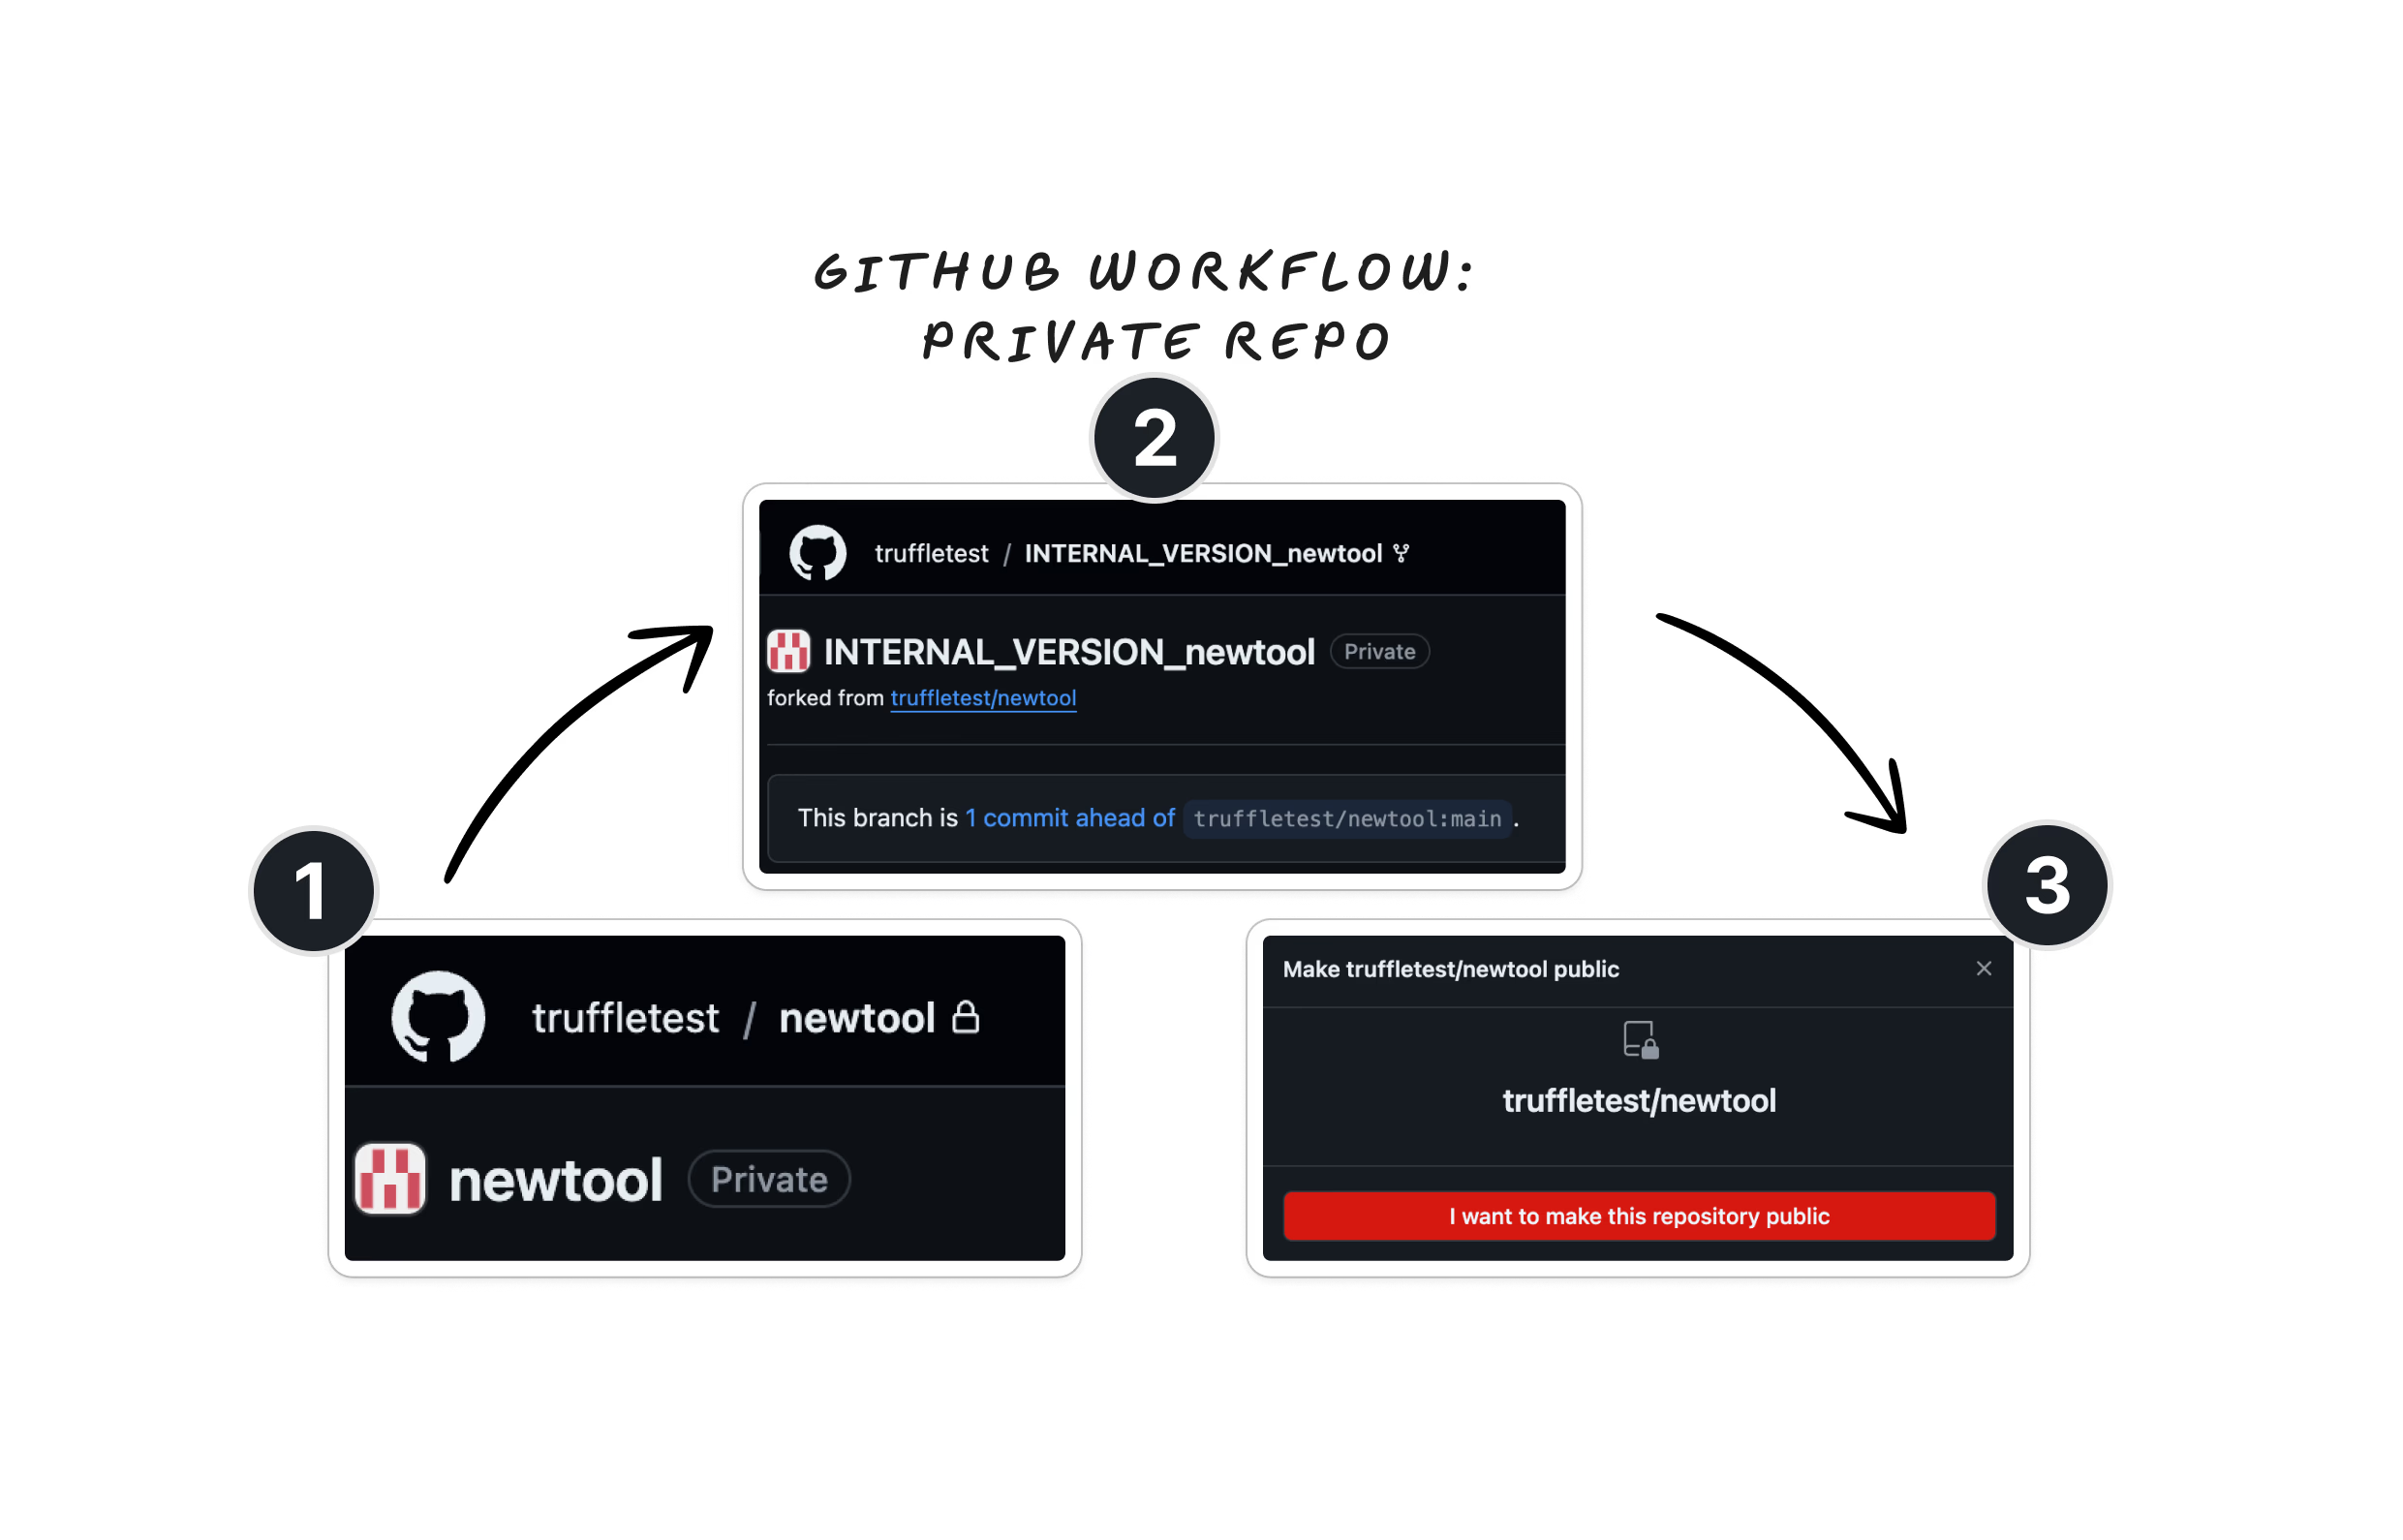 GITHUB WORKFLOW:
PRIVATE REPO
1
truffletest / newtool
newtool Private
2
truffletest / INTERNAL_VERSION_newtool
INTERNAL_VERSION_newtool Private
forked from truffletest/newtool
This branch is 1 commit ahead of truffletest/newtool:main .
3
Make truffletest/newtool public
truffletest/newtool
I want to make this repository public